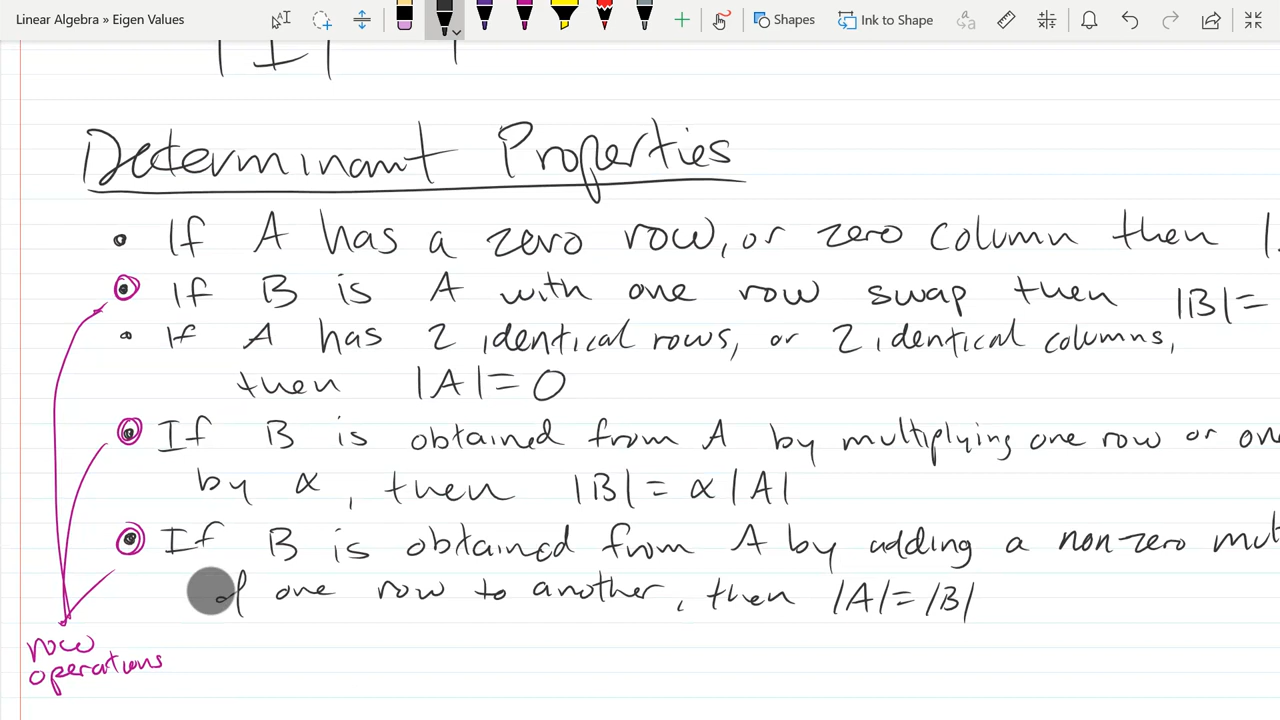 Linear Algebra » Eigen Values
Shapes
Ink to Shape
|I| 1
Determinant Properties
• If A has a zero row, or zero column then |
• If B is A with one row swap then |B|=
• If A has 2 identical rows, or 2 identical columns,
then |A|=0
• If B is obtained from A by multiplying one row or one
by α, then |B|=α|A|
• If B is obtained from A by adding a non-zero mult
of one row to another, then |A|=|B|
row
operations